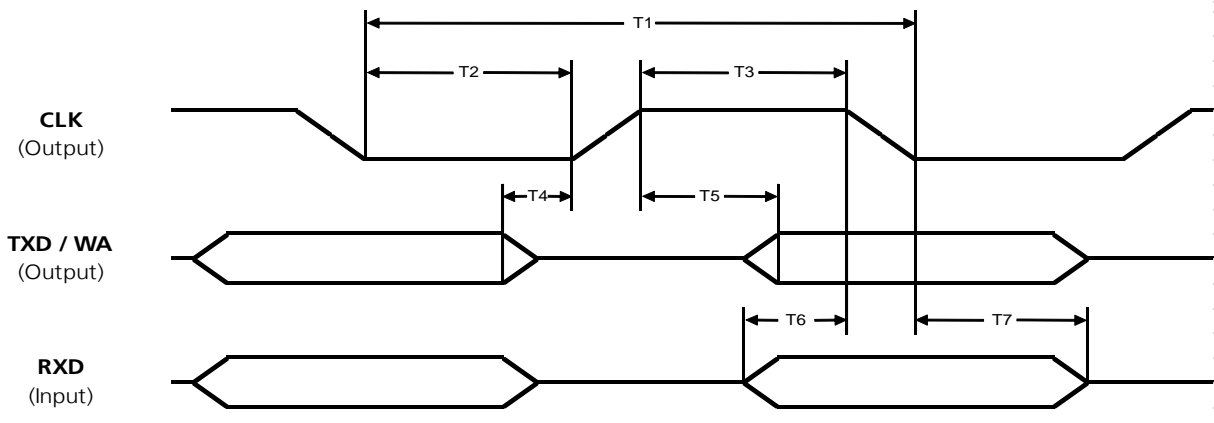 T1
T2
T3
CLK
(Output)
T4
T5
TXD / WA
(Output)
T6
T7
RXD
(Input)